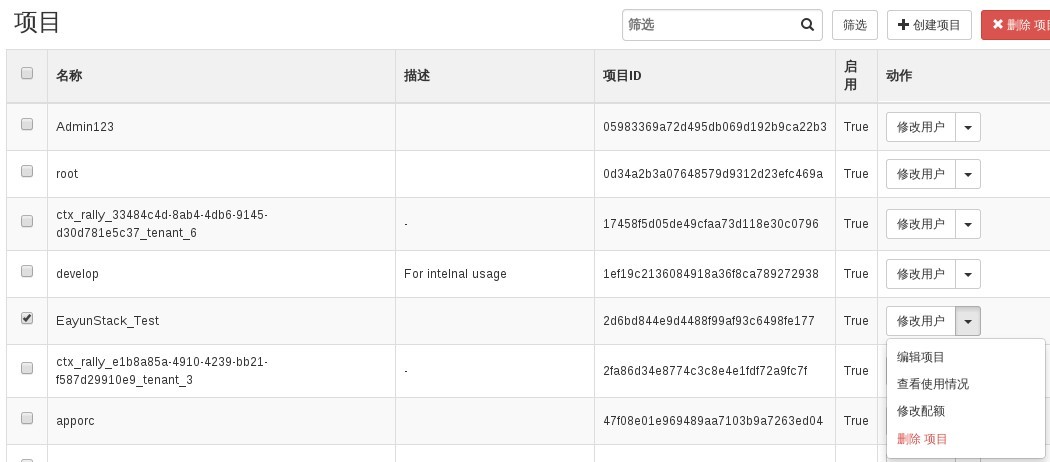 项目
筛选 筛选 创建项目 删除 项
名称 描述 项目ID 启用 动作
Admin123 05983369a72d495db069d192b9ca22b3 True 修改用户
root 0d34a2b3a07648579d9312d23efc469a True 修改用户
ctx_rally_33484c4d-8ab4-4db6-9145-
d30d781e5c37_tenant_6 - 17458f5d05de49cfaa73d118e30c0796 True 修改用户
develop For intelnal usage 1ef19c2136084918a36f8ca789272938 True 修改用户
EayunStack_Test 2d6bd844e9d4488f99af93c6498fe177 True 修改用户
ctx_rally_e1b8a85a-4910-4239-bb21-
f587d29910e9_tenant_3 - 2fa86d34e8774c3c8e4e1fdf72a9fc7f True
apporc 47f08e01e969489aa7103b9a7263ed04 True
编辑项目
查看使用情况
修改配额
删除 项目